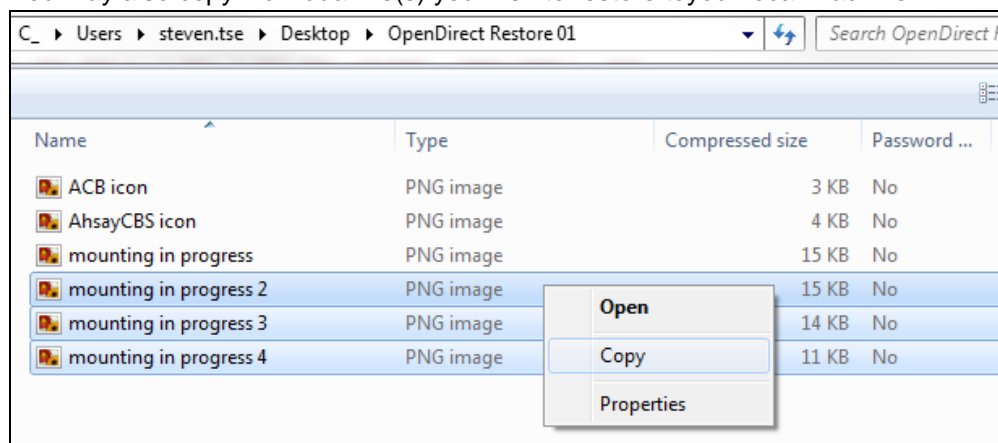 C_ ▸ Users ▸ steven.tse ▸ Desktop ▸ OpenDirect Restore 01 Search OpenDirect
Name Type Compressed size Password ...
ACB icon PNG image 3 KB No
AhsayCBS icon PNG image 4 KB No
mounting in progress PNG image 15 KB No
mounting in progress 2 PNG image 15 KB No
mounting in progress 3 PNG image 14 KB No
mounting in progress 4 PNG image 11 KB No
Open
Copy
Properties